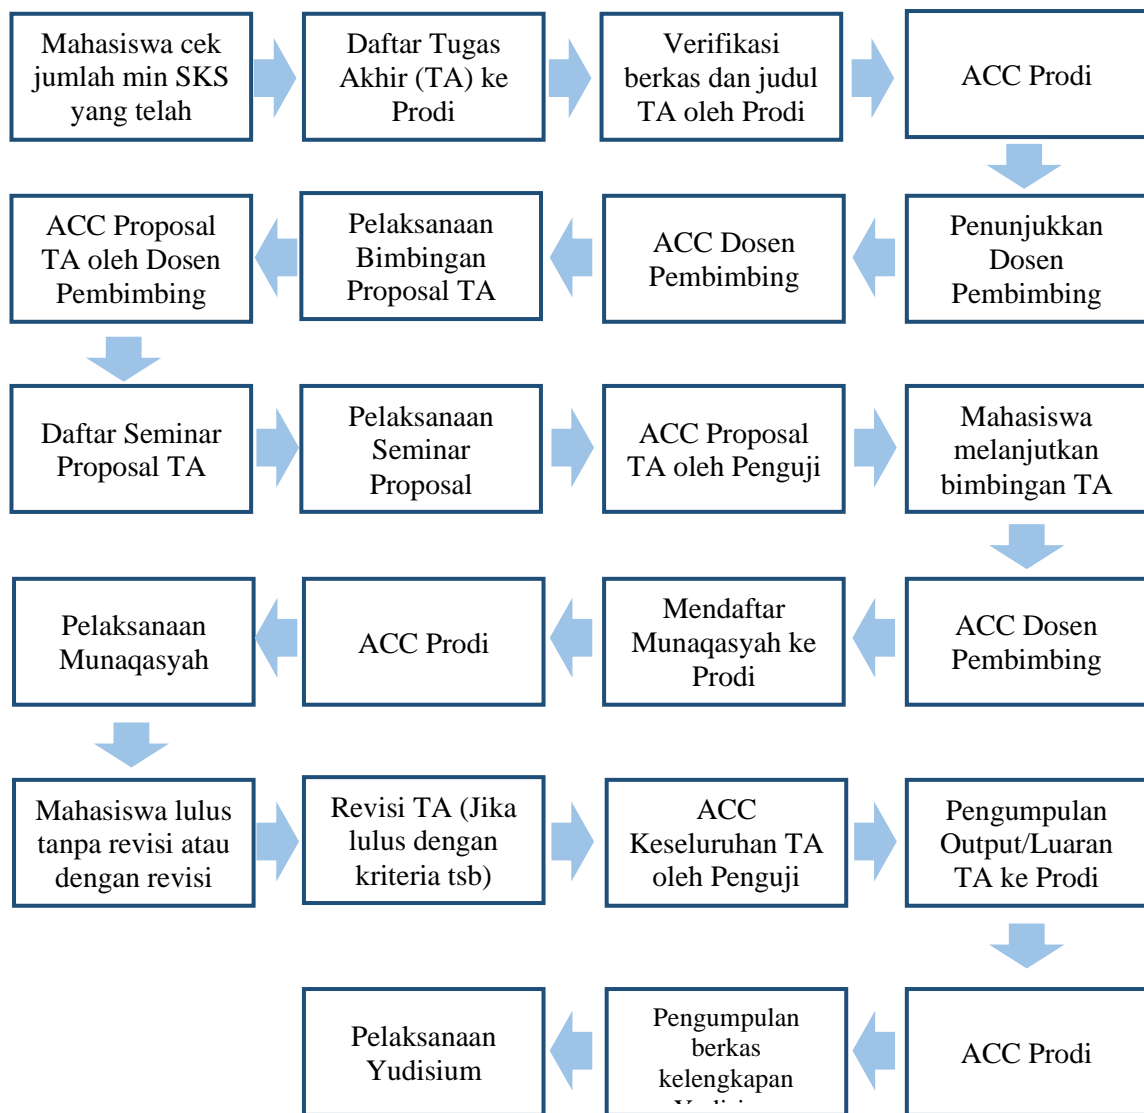 Mahasiswa cek
jumlah min SKS
yang telah
Daftar Tugas
Akhir (TA) ke
Prodi
Verifikasi
berkas dan judul
TA oleh Prodi
ACC Prodi
Penunjukkan
Dosen
Pembimbing
ACC Dosen
Pembimbing
Pelaksanaan
Bimbingan
Proposal TA
ACC Proposal
TA oleh Dosen
Pembimbing
Daftar Seminar
Proposal TA
Pelaksanaan
Seminar
Proposal
ACC Proposal
TA oleh Penguji
Mahasiswa
melanjutkan
bimbingan TA
ACC Dosen
Pembimbing
Mendaftar
Munaqasyah ke
Prodi
ACC Prodi
Pelaksanaan
Munaqasyah
Mahasiswa lulus
tanpa revisi atau
dengan revisi
Revisi TA (Jika
lulus dengan
kriteria tsb)
ACC
Keseluruhan TA
oleh Penguji
Pengumpulan
Output/Luaran
TA ke Prodi
ACC Prodi
Pengumpulan
berkas
kelengkapan
Pelaksanaan
Yudisium